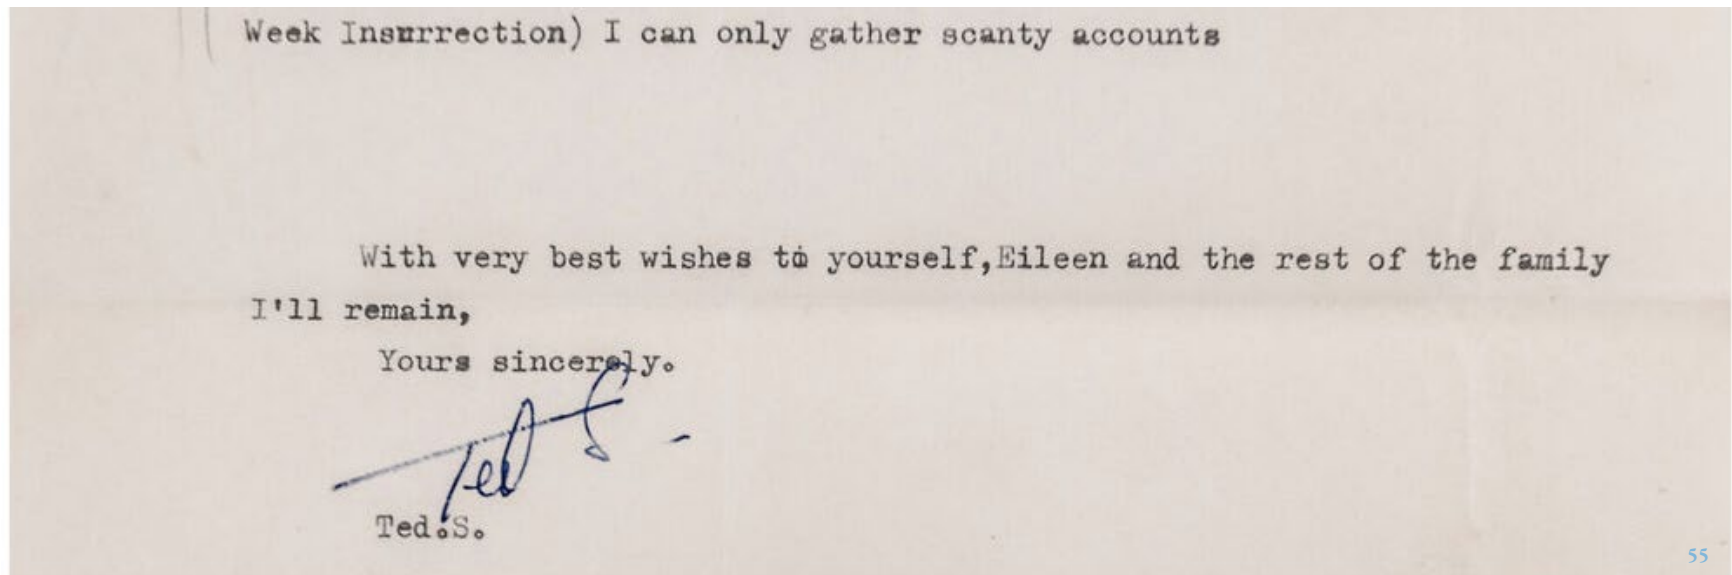 Week Insurrection) I can only gather scanty accounts
With very best wishes to yourself,Eileen and the rest of the family
I'll remain,
Yours sincerely.
Ted S.
Ted.S.
55